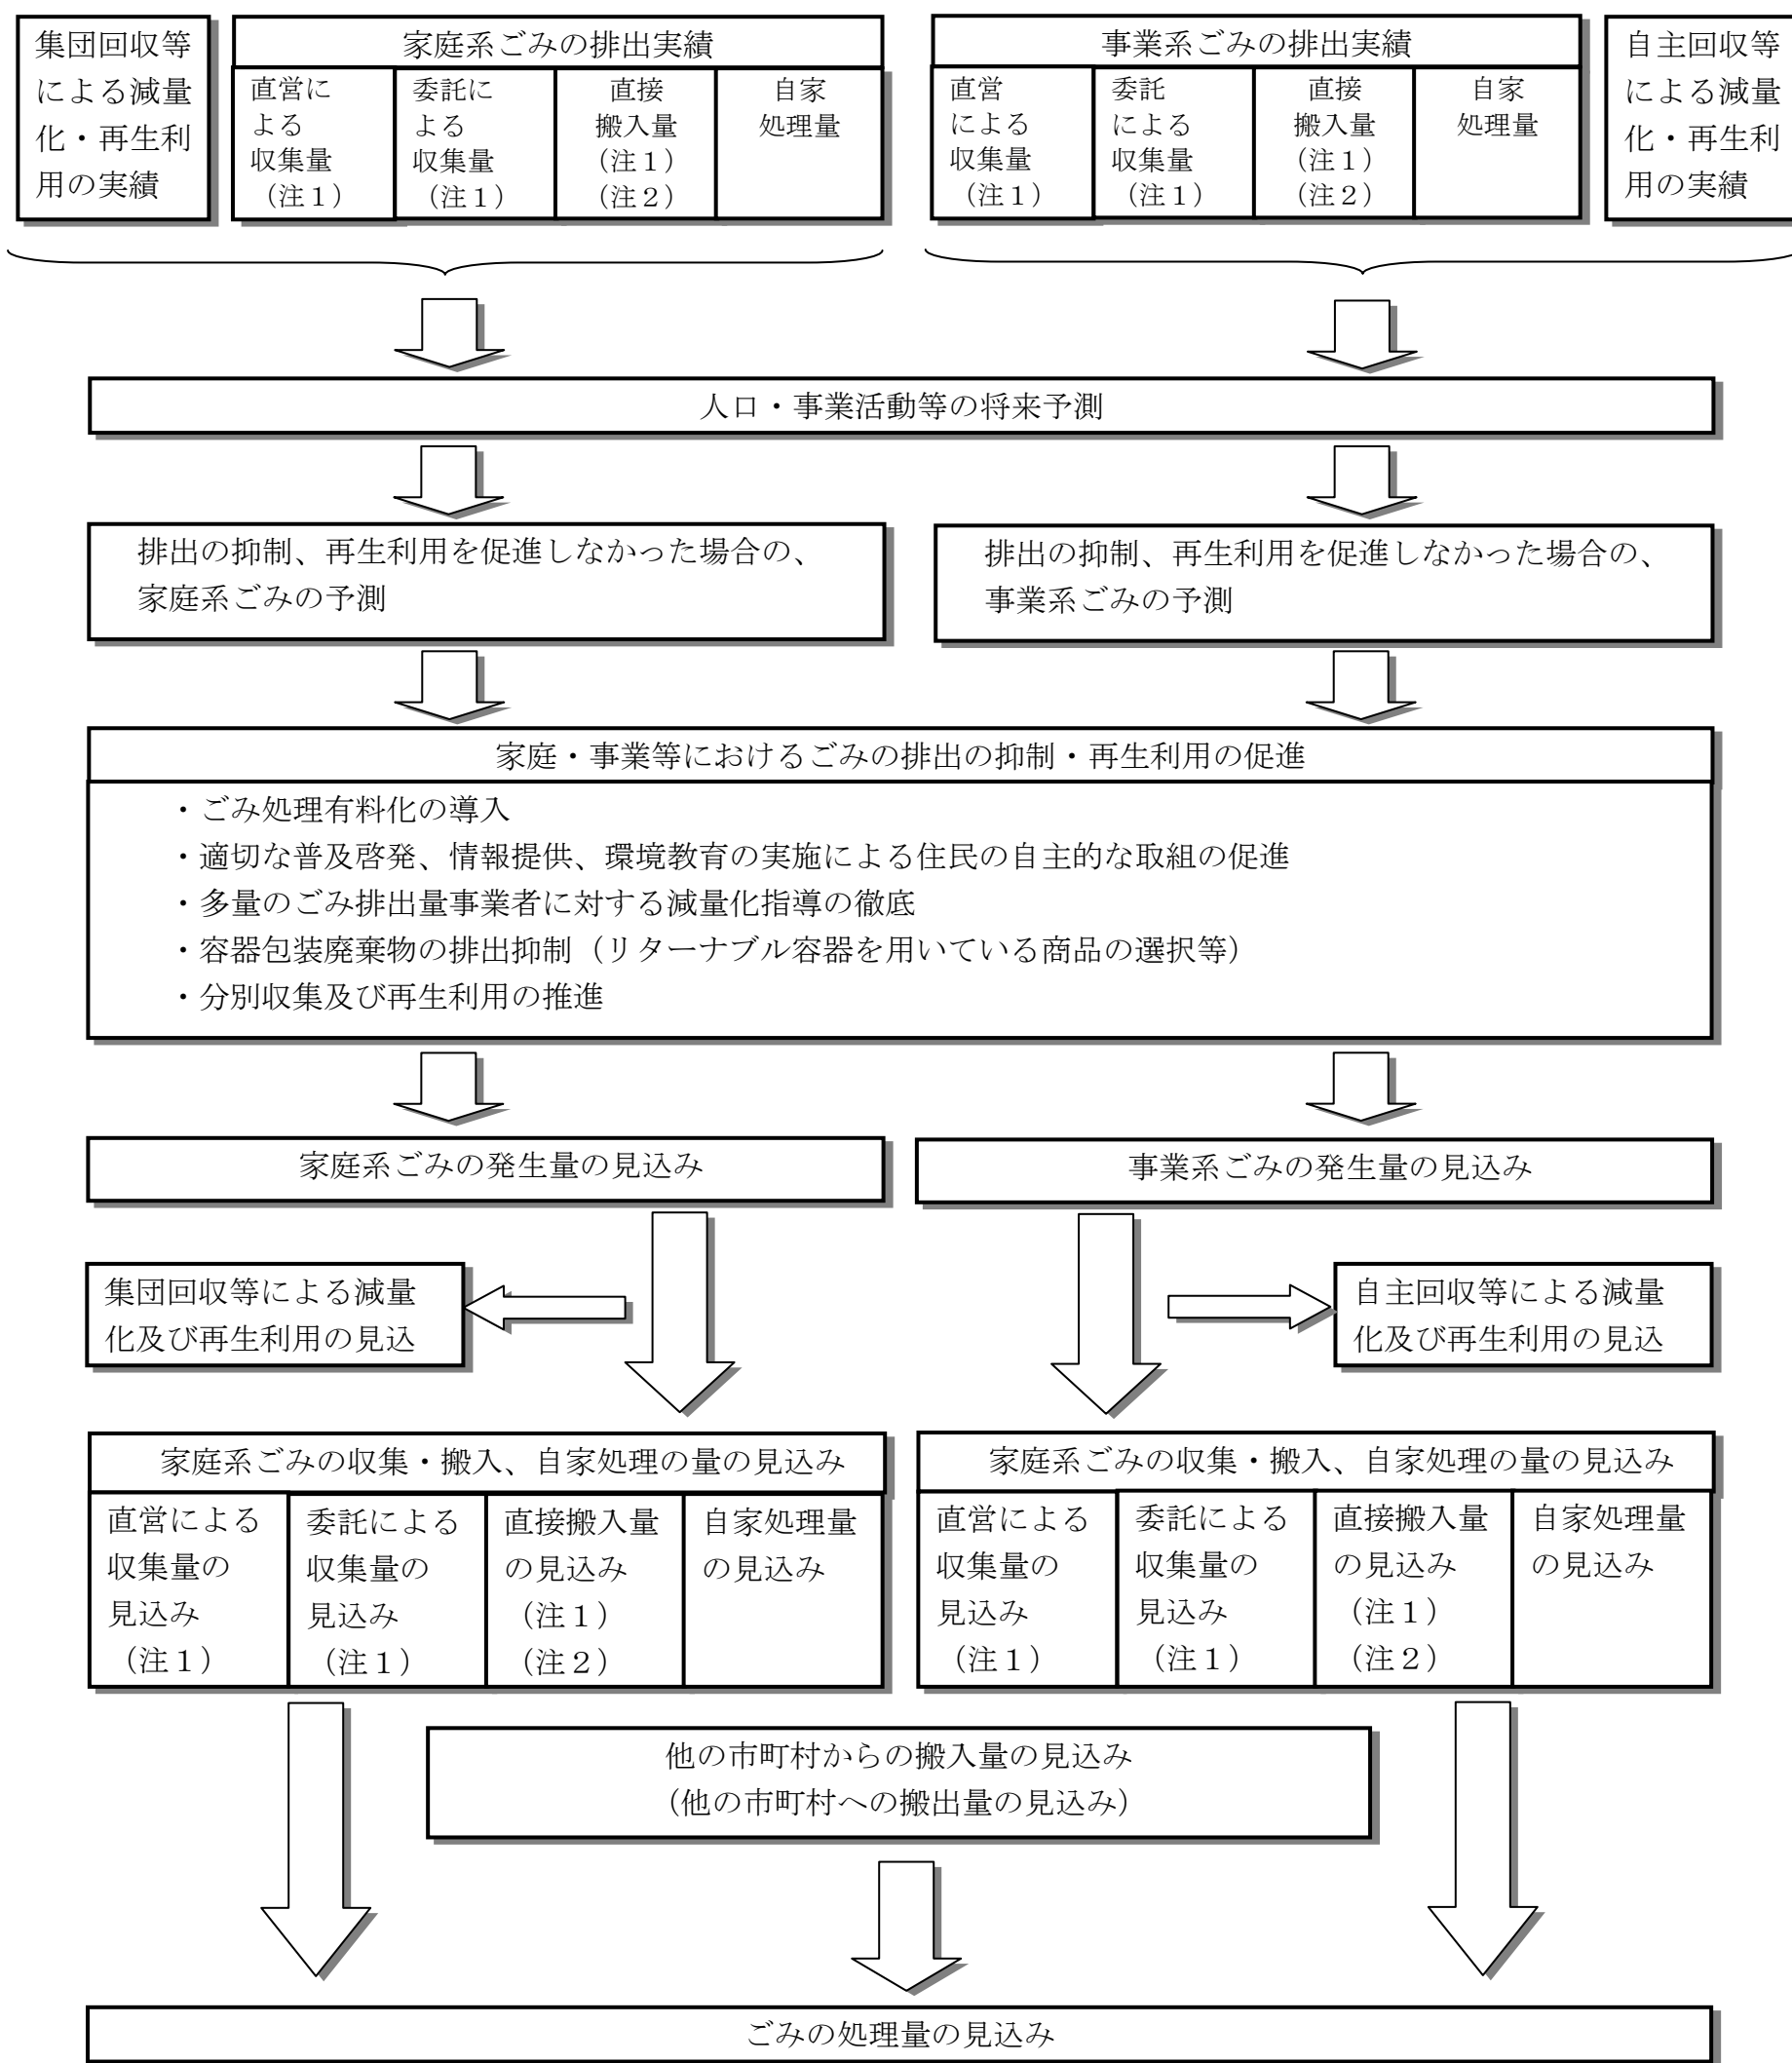 集団回収等
による減量
化・再生利
用の実績
家庭系ごみの排出実績
直営に
よる
収集量
（注１）
委託に
よる
収集量
（注１）
直接
搬入量
（注１）
（注２）
自家
処理量
事業系ごみの排出実績
直営
による
収集量
（注１）
委託
による
収集量
（注１）
直接
搬入量
（注１）
（注２）
自家
処理量
自主回収等
による減量
化・再生利
用の実績
人口・事業活動等の将来予測
排出の抑制、再生利用を促進しなかった場合の、
家庭系ごみの予測
排出の抑制、再生利用を促進しなかった場合の、
事業系ごみの予測
家庭・事業等におけるごみの排出の抑制・再生利用の促進
・ごみ処理有料化の導入
・適切な普及啓発、情報提供、環境教育の実施による住民の自主的な取組の促進
・多量のごみ排出量事業者に対する減量化指導の徹底
・容器包装廃棄物の排出抑制（リターナブル容器を用いている商品の選択等）
・分別収集及び再生利用の推進
家庭系ごみの発生量の見込み
事業系ごみの発生量の見込み
集団回収等による減量
化及び再生利用の見込
自主回収等による減量
化及び再生利用の見込
家庭系ごみの収集・搬入、自家処理の量の見込み
直営による
収集量の
見込み
（注１）
委託による
収集量の
見込み
（注１）
直接搬入量
の見込み
（注１）
（注２）
自家処理量
の見込み
家庭系ごみの収集・搬入、自家処理の量の見込み
直営による
収集量の
見込み
（注１）
委託による
収集量の
見込み
（注１）
直接搬入量
の見込み
（注１）
（注２）
自家処理量
の見込み
他の市町村からの搬入量の見込み
（他の市町村への搬出量の見込み）
ごみの処理量の見込み